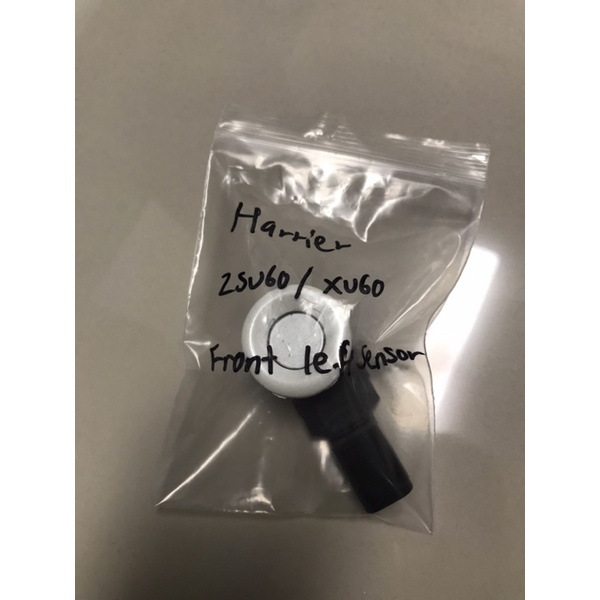 Harrier
ZSU60 / XU60
Front left sensor